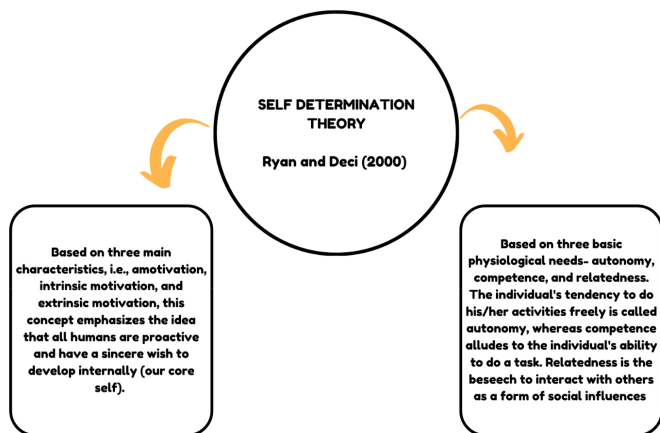 SELF DETERMINATION
THEORY
Ryan and Deci (2000)
Based on three main
characteristics, i.e., amotivation,
intrinsic motivation, and
extrinsic motivation, this
concept emphasizes the idea
that all humans are proactive
and have a sincere wish to
develop internally (our core
self).
Based on three basic
physiological needs- autonomy,
competence, and relatedness.
The individual's tendency to do
his/her activities freely is called
autonomy, whereas competence
alludes to the individual's ability
to do a task. Relatedness is the
beseech to interact with others
as a form of social influences